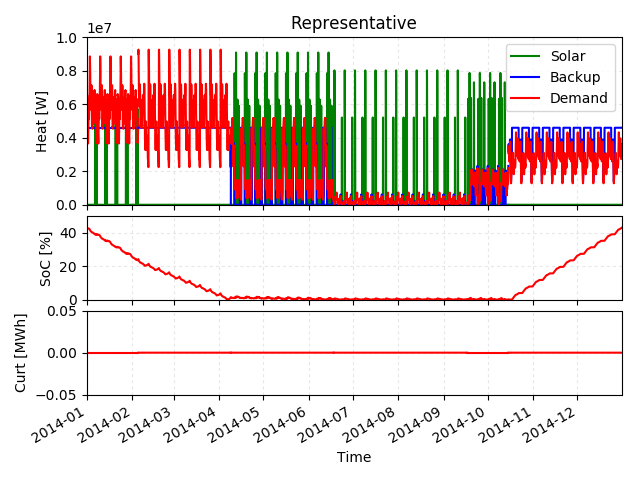 Representative
1e7
Heat [W]
1.0
0.8
0.6
0.4
0.2
0.0
Solar
Backup
Demand
SoC [%]
40
20
0
Curt [MWh]
0.05
0.00
−0.05
2014-01
2014-02
2014-03
2014-04
2014-05
2014-06
2014-07
2014-08
2014-09
2014-10
2014-11
2014-12
Time